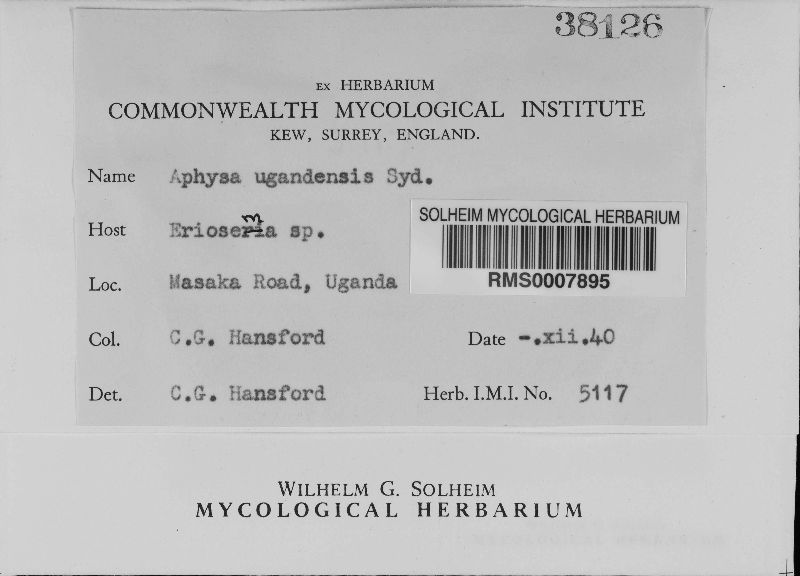 38126
EX HERBARIUM
COMMONWEALTH MYCOLOGICAL INSTITUTE
KEW, SURREY, ENGLAND.
Name Aphysa ugandensis Syd.
Host Eriosema sp.
SOLHEIM MYCOLOGICAL HERBARIUM
RMS0007895
Loc. Masaka Road, Uganda
Col. C.G. Hansford Date -.xii.40
Det. C.G. Hansford Herb. I.M.I. No. 5117
WILHELM G. SOLHEIM
MYCOLOGICAL HERBARIUM